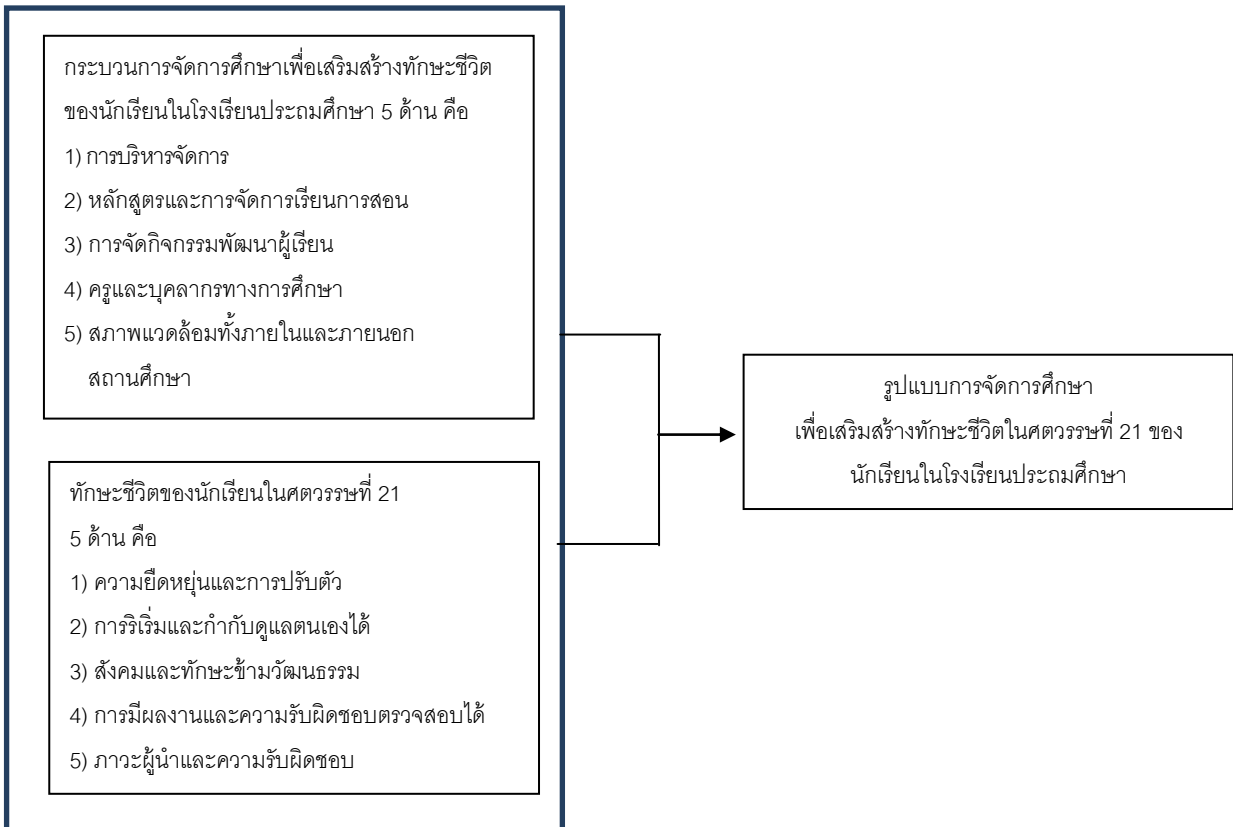 กระบวนการจัดการศึกษาเพื่อเสริมสร้างทักษะชีวิต
ของนักเรียนในโรงเรียนประถมศึกษา 5 ด้าน คือ
1) การบริหารจัดการ
2) หลักสูตรและการจัดการเรียนการสอน
3) การจัดกิจกรรมพัฒนาผู้เรียน
4) ครูและบุคลากรทางการศึกษา
5) สภาพแวดล้อมทั้งภายในและภายนอก
สถานศึกษา
ทักษะชีวิตของนักเรียนในศตวรรษที่ 21
5 ด้าน คือ
1) ความยืดหยุ่นและการปรับตัว
2) การริเริ่มและกำกับดูแลตนเองได้
3) สังคมและทักษะข้ามวัฒนธรรม
4) การมีผลงานและความรับผิดชอบตรวจสอบได้
5) ภาวะผู้นำและความรับผิดชอบ
รูปแบบการจัดการศึกษา
เพื่อเสริมสร้างทักษะชีวิตในศตวรรษที่ 21 ของ
นักเรียนในโรงเรียนประถมศึกษา